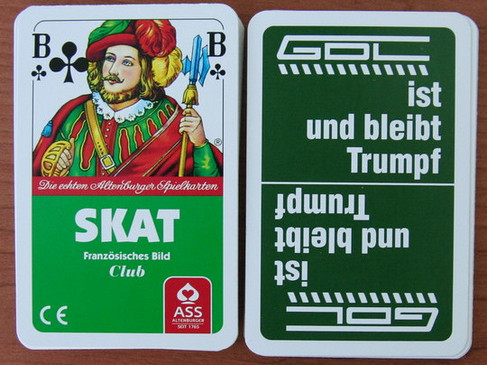 B
B
®
Die echten Altenburger Spielkarten
SKAT
Französisches Bild
Club
CE
ASS
ALTENBURGER
SEIT 1765
GDL
ist
und bleibt
Trumpf
Trumpf
und bleibt
ist
GDL